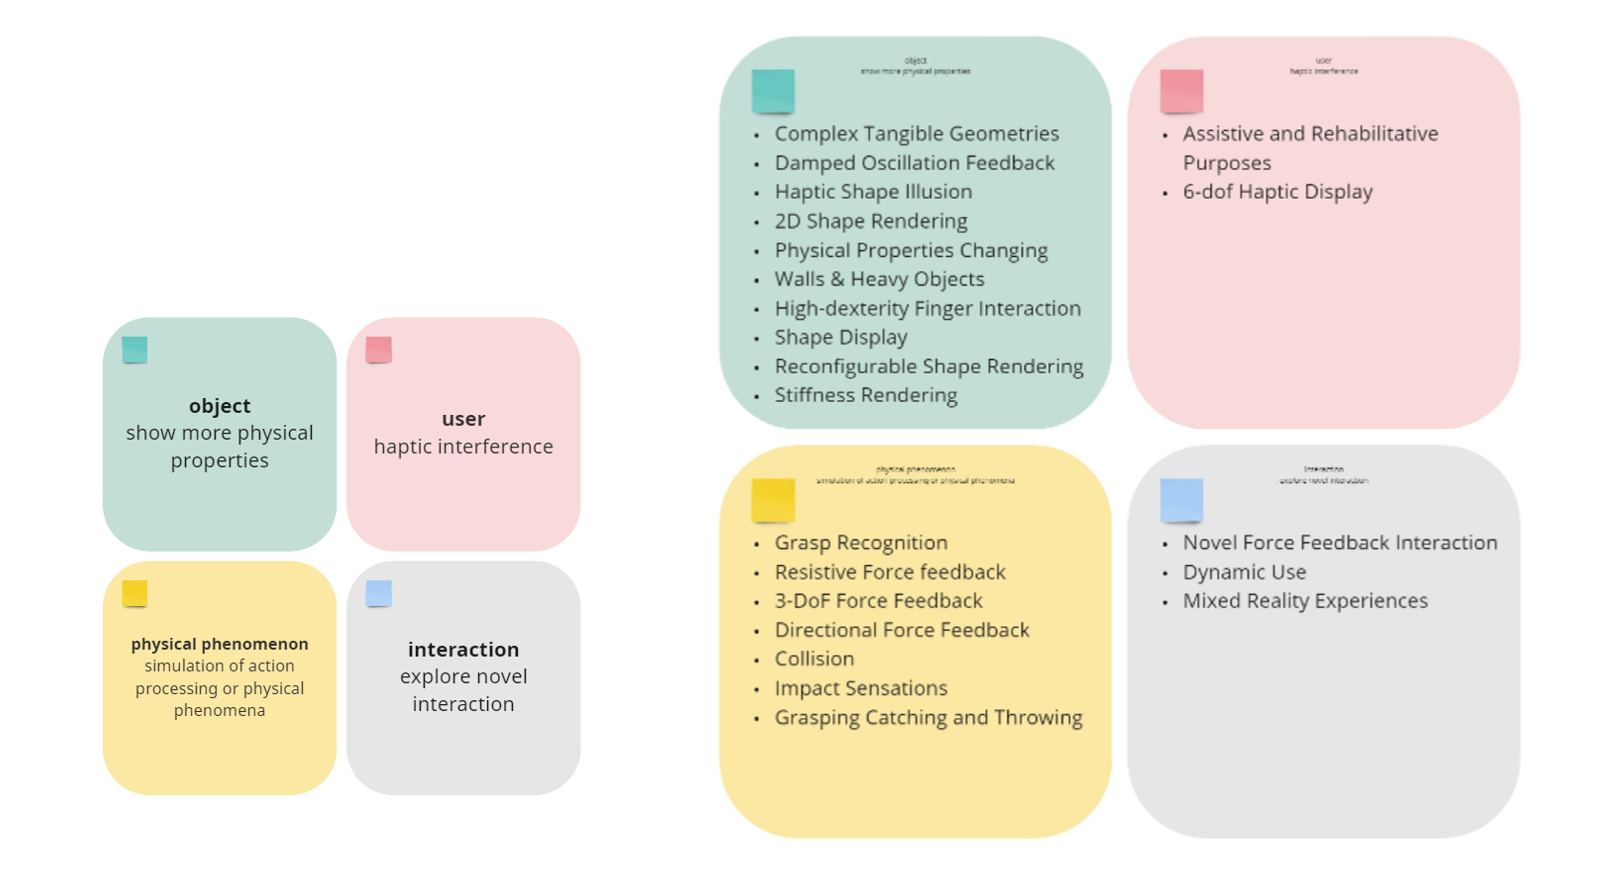 object
show more physical
properties
user
haptic interference
physical phenomenon
simulation of action
processing or physical
phenomena
interaction
explore novel
interaction
object
show more physical properties
• Complex Tangible Geometries
• Damped Oscillation Feedback
• Haptic Shape Illusion
• 2D Shape Rendering
• Physical Properties Changing
• Walls & Heavy Objects
• High-dexterity Finger Interaction
• Shape Display
• Reconfigurable Shape Rendering
• Stiffness Rendering
user
haptic interference
• Assistive and Rehabilitative
Purposes
• 6-dof Haptic Display
physical phenomenon
simulation of action processing or physical phenomena
• Grasp Recognition
• Resistive Force feedback
• 3-DoF Force Feedback
• Directional Force Feedback
• Collision
• Impact Sensations
• Grasping Catching and Throwing
interaction
explore novel interaction
• Novel Force Feedback Interaction
• Dynamic Use
• Mixed Reality Experiences